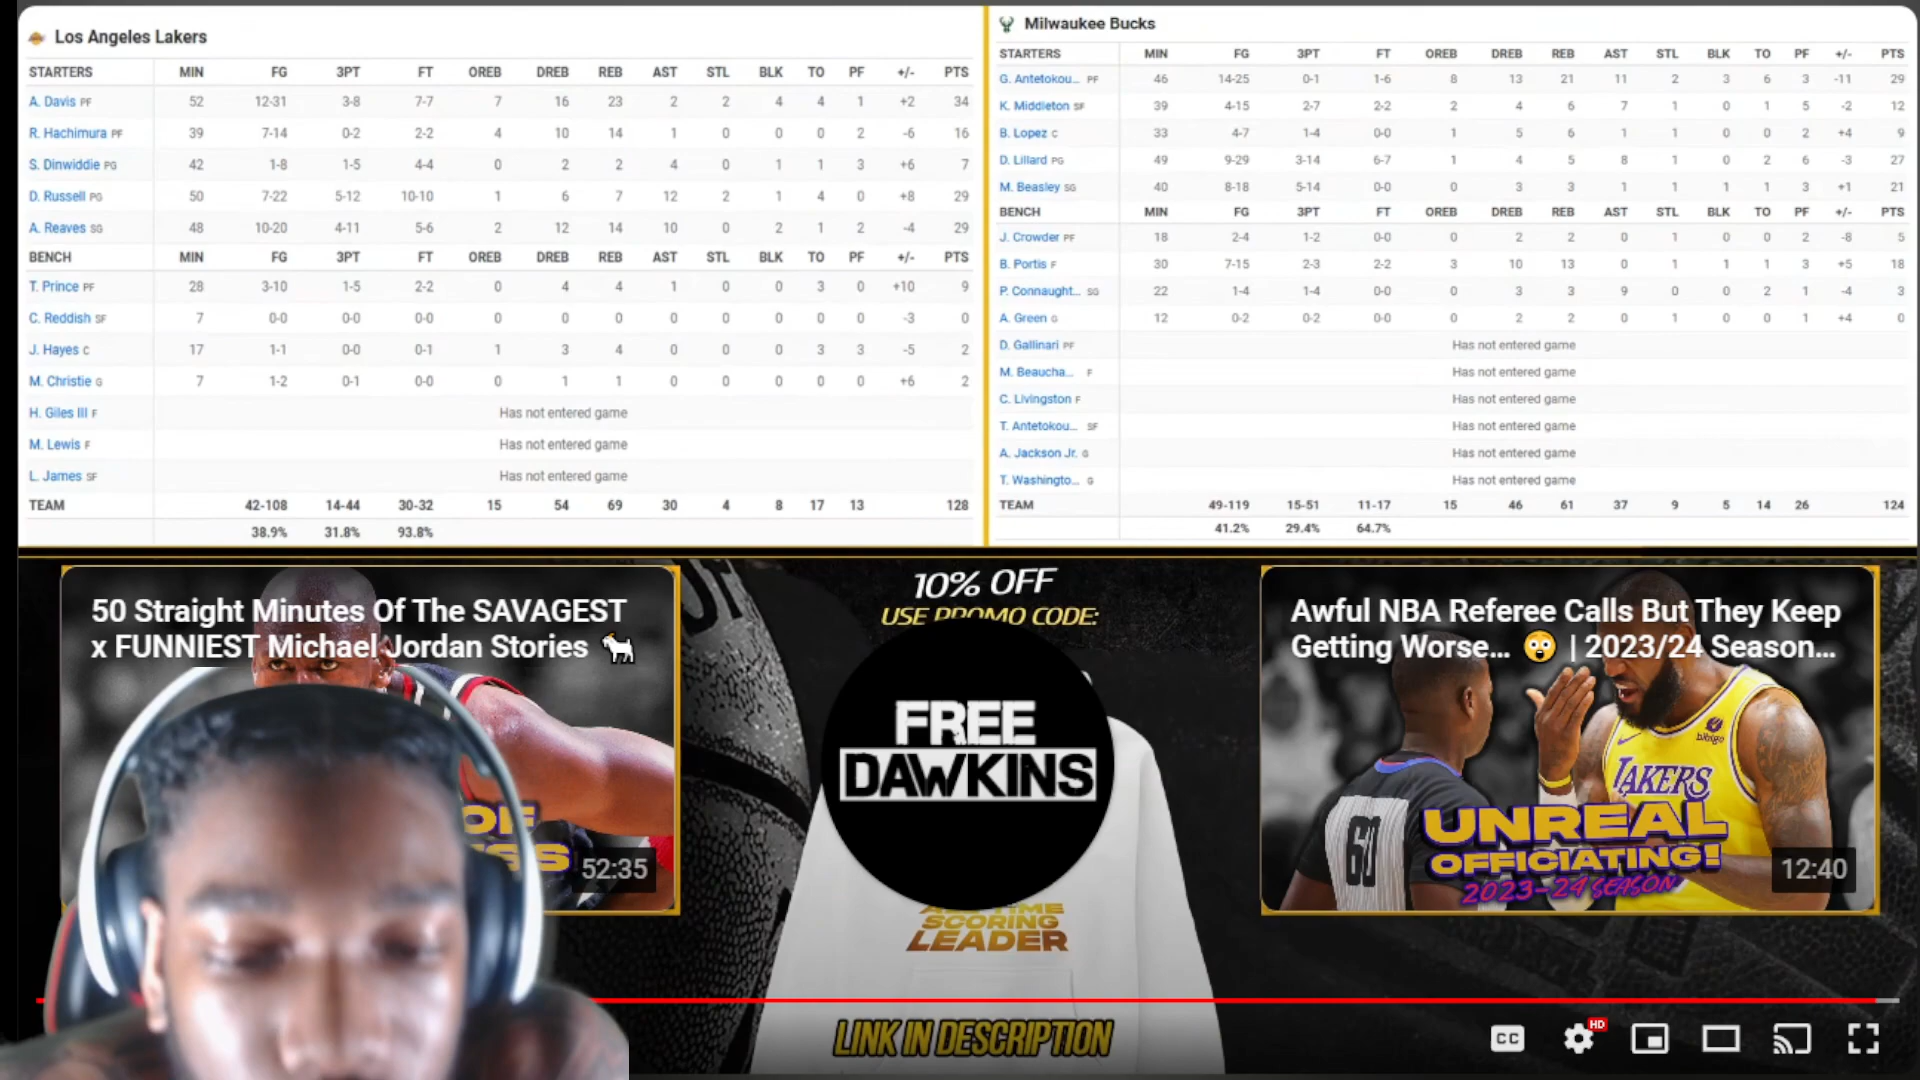 Los Angeles Lakers
STARTERS MIN FG 3PT FT OREB DREB REB AST STL BLK TO PF +/- PTS
A. Davis PF 52 12-31 3-8 7-7 7 16 23 2 2 4 4 1 +2 34
R. Hachimura PF 39 7-14 0-2 2-2 4 10 14 1 0 0 0 2 -6 16
S. Dinwiddie PG 42 1-8 1-5 4-4 0 2 2 4 0 1 1 3 +6 7
D. Russell PG 50 7-22 5-12 10-10 1 6 7 12 2 1 4 0 +8 29
A. Reaves SG 48 10-20 4-11 5-6 2 12 14 10 0 2 1 2 -4 29
BENCH MIN FG 3PT FT OREB DREB REB AST STL BLK TO PF +/- PTS
T. Prince PF 28 3-10 1-5 2-2 0 4 4 1 0 0 3 0 +10 9
C. Reddish SF 7 0-0 0-0 0-0 0 0 0 0 0 0 0 0 -3 0
J. Hayes C 17 1-1 0-0 0-1 1 3 4 0 0 0 3 3 -5 2
M. Christie G 7 1-2 0-1 0-0 0 1 1 0 0 0 0 0 +6 2
H. Giles III F Has not entered game
M. Lewis F Has not entered game
L. James SF Has not entered game
TEAM 42-108 14-44 30-32 15 54 69 30 4 8 17 13 128
38.9% 31.8% 93.8%
Milwaukee Bucks
STARTERS MIN FG 3PT FT OREB DREB REB AST STL BLK TO PF +/- PTS
G. Antetokou... PF 46 14-25 0-1 1-6 8 13 21 11 2 3 6 3 -11 29
K. Middleton SF 39 4-15 2-7 2-2 2 4 6 7 1 0 1 5 -2 12
B. Lopez C 33 4-7 1-4 0-0 1 5 6 1 1 0 0 2 +4 9
D. Lillard PG 49 9-29 3-14 6-7 1 4 5 8 1 0 2 6 -3 27
M. Beasley SG 40 8-18 5-14 0-0 0 3 3 1 1 1 1 3 +1 21
BENCH MIN FG 3PT FT OREB DREB REB AST STL BLK TO PF +/- PTS
J. Crowder PF 18 2-4 1-2 0-0 0 2 2 0 1 0 0 2 -8 5
B. Portis F 30 7-15 2-3 2-2 3 10 13 0 1 1 1 3 +5 18
P. Connaught... SG 22 1-4 1-4 0-0 0 3 3 9 0 0 2 1 -4 3
A. Green G 12 0-2 0-2 0-0 0 2 2 0 1 0 0 1 +4 0
D. Gallinari PF Has not entered game
M. Beaucha... F Has not entered game
C. Livingston F Has not entered game
T. Antetokou... SF Has not entered game
A. Jackson Jr. G Has not entered game
T. Washingto... G Has not entered game
TEAM 49-119 15-51 11-17 15 46 61 37 9 5 14 26 124
41.2% 29.4% 64.7%
50 Straight Minutes Of The SAVAGEST
x FUNNIEST Michael Jordan Stories 🐐
OF
52:35
10% OFF
USE PROMO CODE:
FREE
DAWKINS
SCORING
LEADER
LINK IN DESCRIPTION
Awful NBA Referee Calls But They Keep
Getting Worse... 😲 | 2023/24 Season...
bibigo
LAKERS
60
UNREAL
OFFICIATING!
2023-24 SEASON
12:40
CC
HD